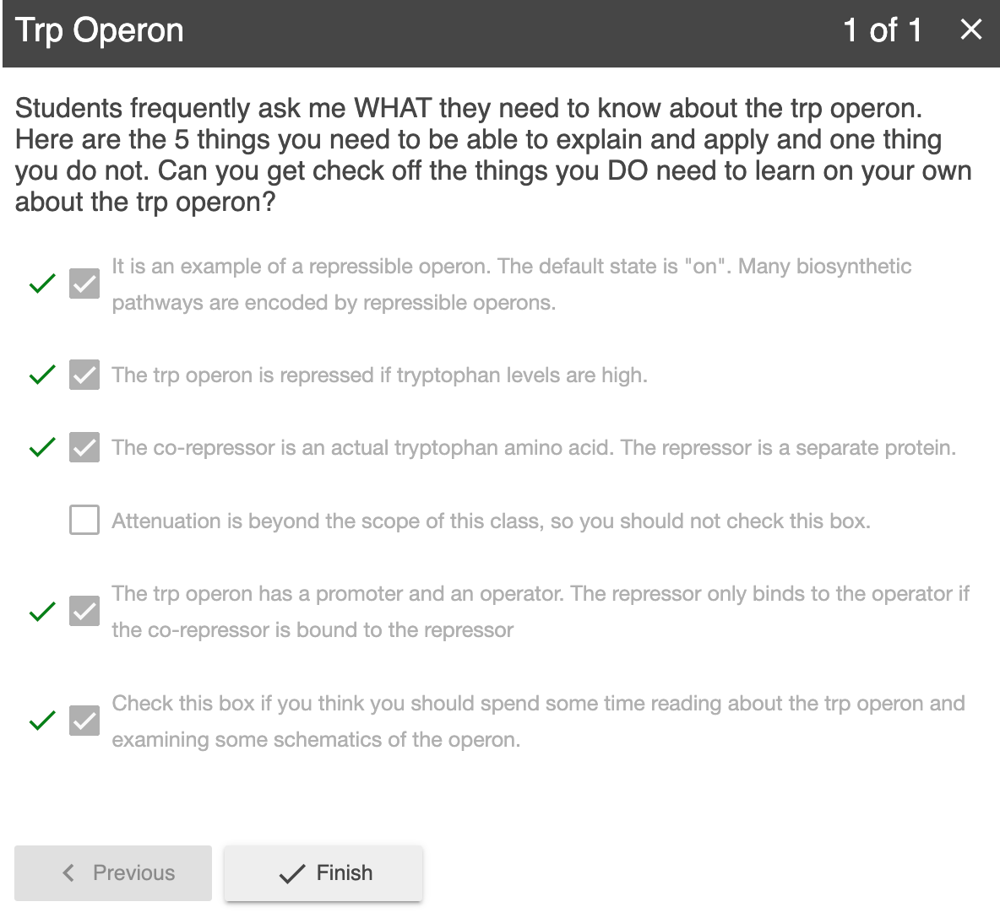 Trp Operon 1 of 1
Students frequently ask me WHAT they need to know about the trp operon.
Here are the 5 things you need to be able to explain and apply and one thing
you do not. Can you get check off the things you DO need to learn on your own
about the trp operon?
It is an example of a repressible operon. The default state is "on". Many biosynthetic
pathways are encoded by repressible operons.
The trp operon is repressed if tryptophan levels are high.
The co-repressor is an actual tryptophan amino acid. The repressor is a separate protein.
Attenuation is beyond the scope of this class, so you should not check this box.
The trp operon has a promoter and an operator. The repressor only binds to the operator if
the co-repressor is bound to the repressor
Check this box if you think you should spend some time reading about the trp operon and
examining some schematics of the operon.
Previous Finish